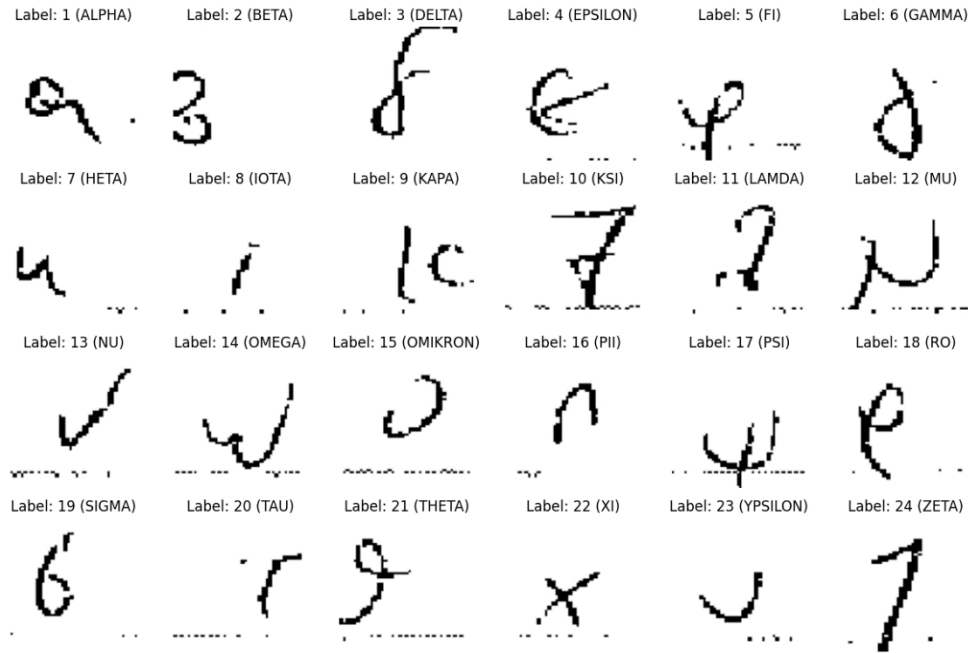 Label: 1 (ALPHA) Label: 2 (BETA) Label: 3 (DELTA) Label: 4 (EPSILON) Label: 5 (FI) Label: 6 (GAMMA)
α β δ ε φ γ
Label: 7 (HETA) Label: 8 (IOTA) Label: 9 (KAPA) Label: 10 (KSI) Label: 11 (LAMDA) Label: 12 (MU)
η ι κ ξ λ μ
Label: 13 (NU) Label: 14 (OMEGA) Label: 15 (OMIKRON) Label: 16 (PII) Label: 17 (PSI) Label: 18 (RO)
ν ω ο π ψ ρ
Label: 19 (SIGMA) Label: 20 (TAU) Label: 21 (THETA) Label: 22 (XI) Label: 23 (YPSILON) Label: 24 (ZETA)
σ τ θ χ υ ζ